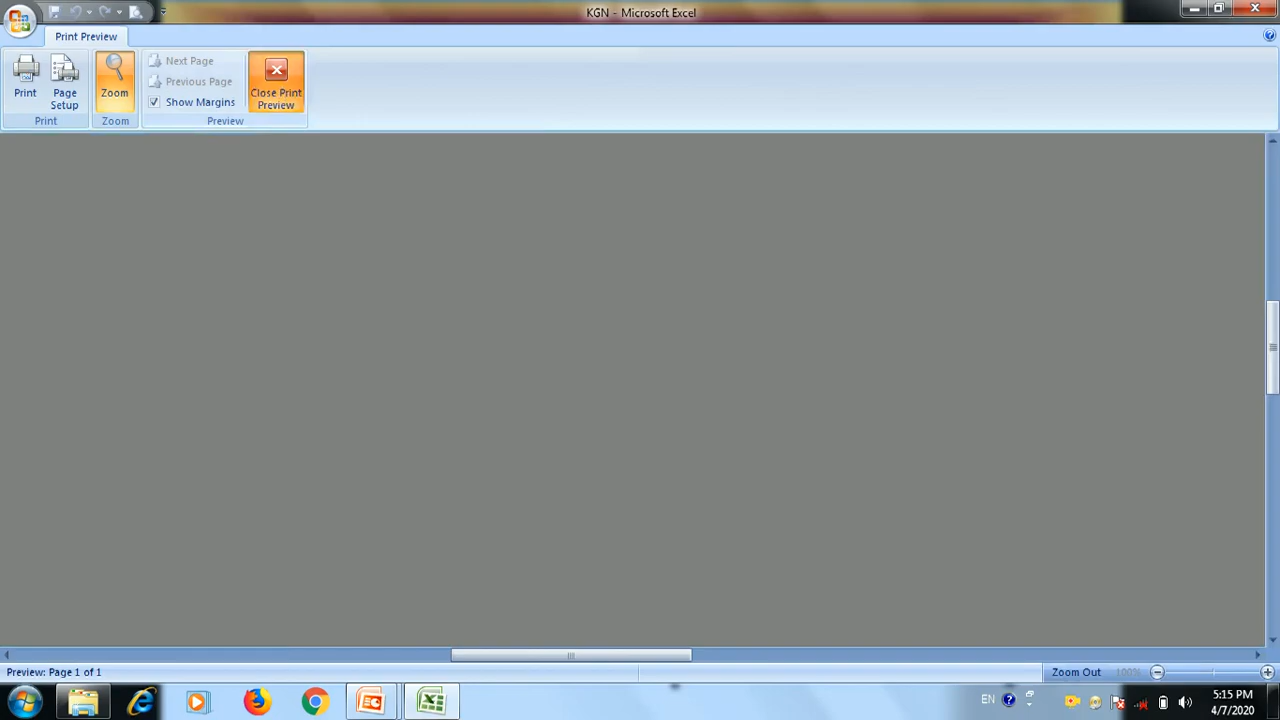 KGN - Microsoft Excel
Print Preview
Print
Page Setup
Zoom
Next Page
Previous Page
Show Margins
Close Print Preview
Print
Zoom
Preview
Preview: Page 1 of 1
Zoom Out
100%
EN
5:15 PM
4/7/2020